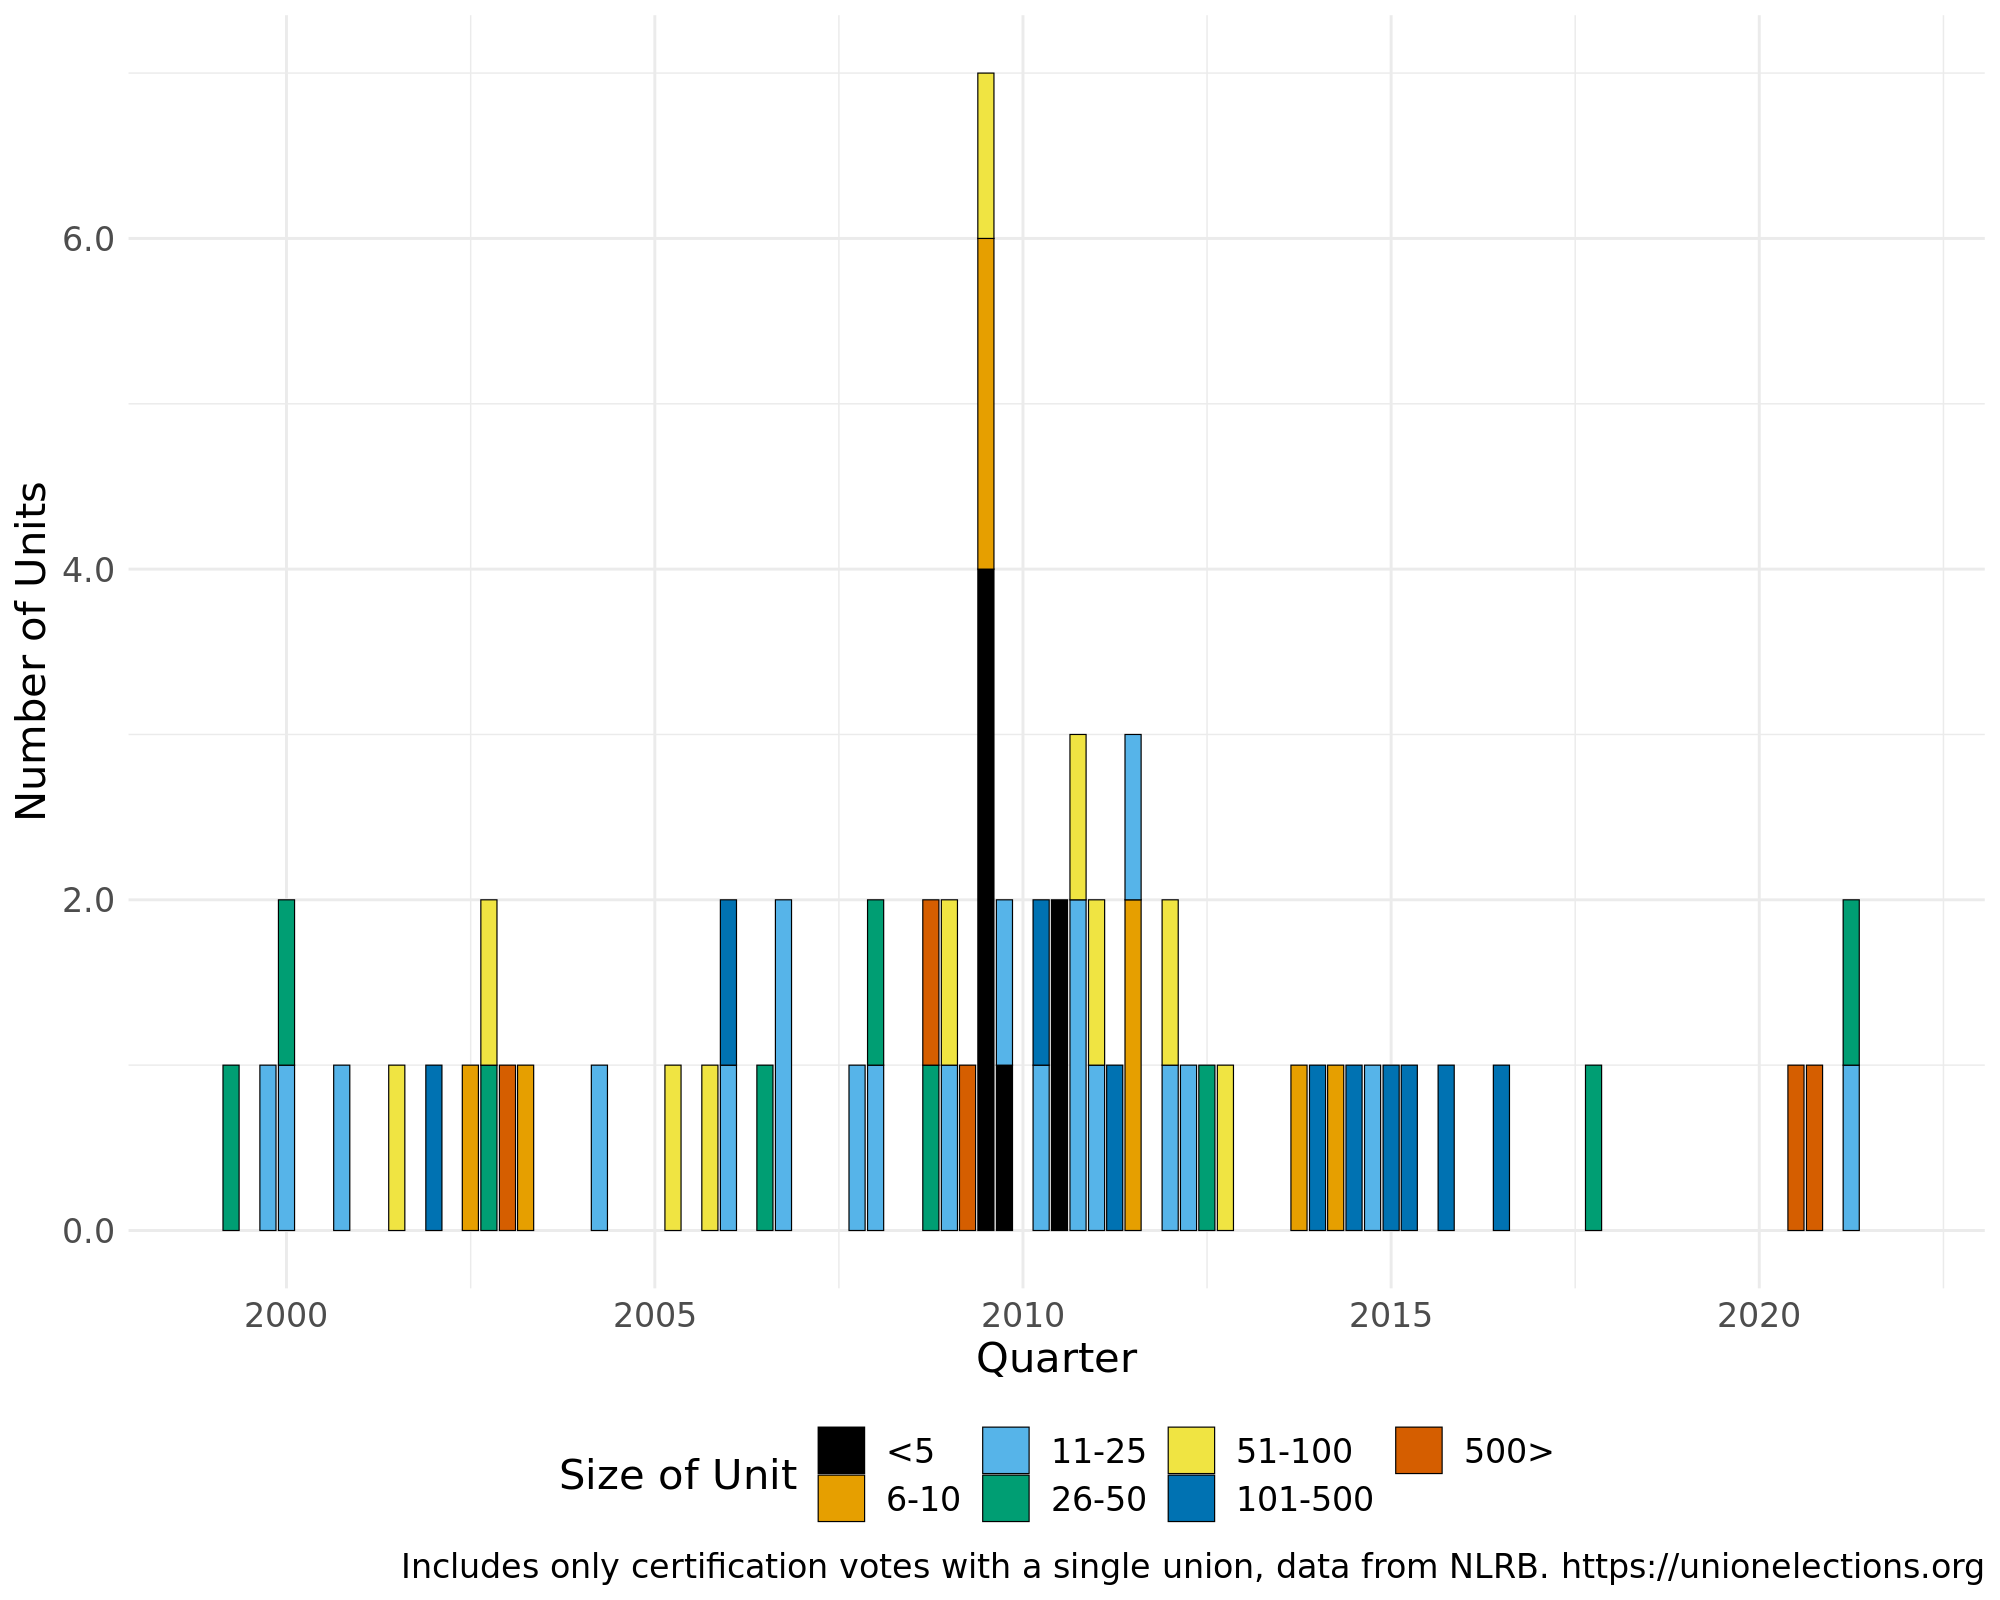 6.0
4.0
2.0
0.0
Number of Units
2000 2005 2010 2015 2020
Quarter
Size of Unit
<5 11-25 51-100 500>
6-10 26-50 101-500
Includes only certification votes with a single union, data from NLRB. https://unionelections.org